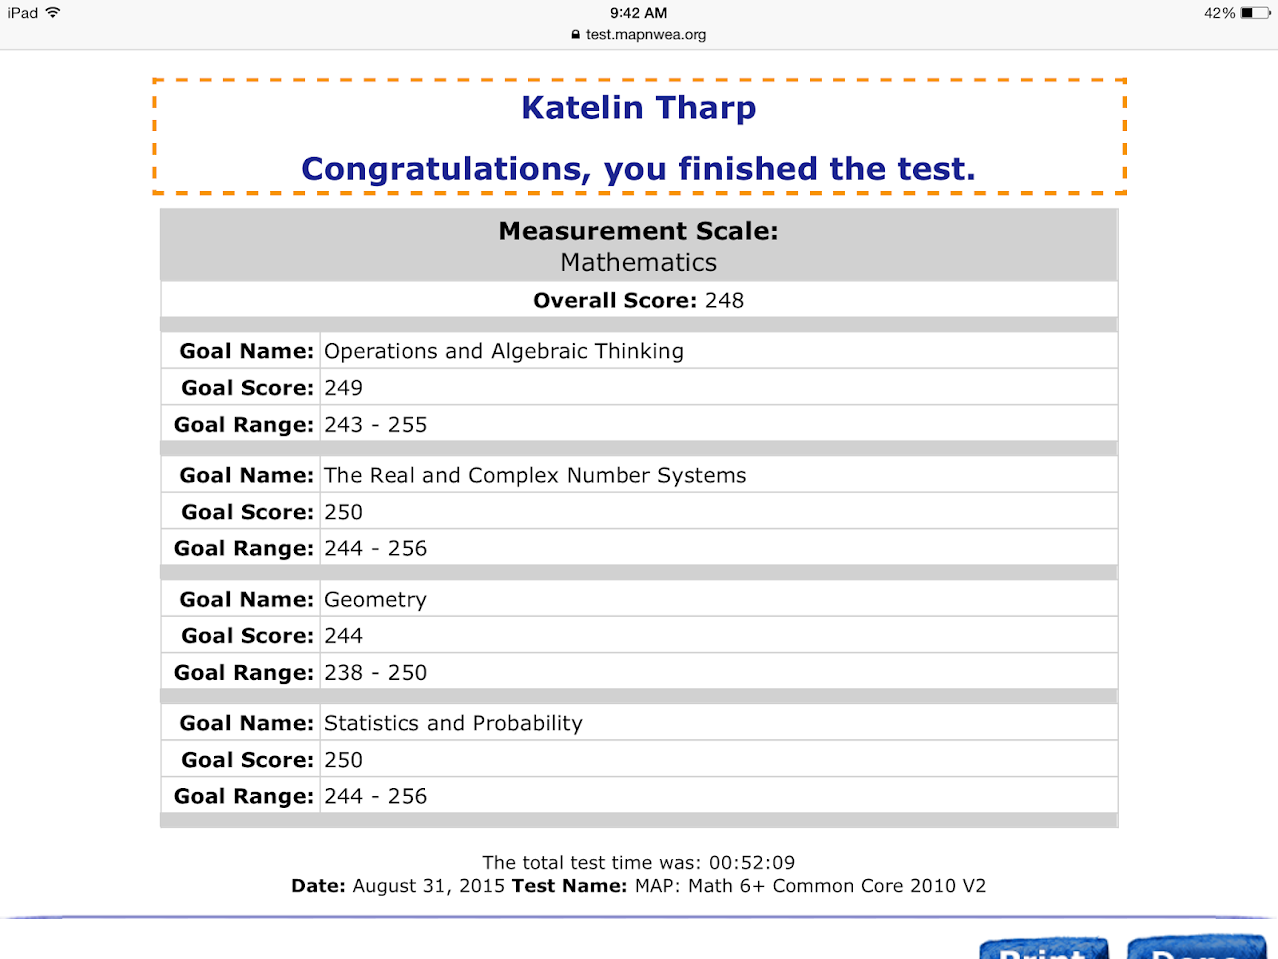 iPad 9:42 AM 42%
test.mapnwea.org
Katelin Tharp
Congratulations, you finished the test.
Measurement Scale:
Mathematics
Overall Score: 248
Goal Name: Operations and Algebraic Thinking
Goal Score: 249
Goal Range: 243 - 255
Goal Name: The Real and Complex Number Systems
Goal Score: 250
Goal Range: 244 - 256
Goal Name: Geometry
Goal Score: 244
Goal Range: 238 - 250
Goal Name: Statistics and Probability
Goal Score: 250
Goal Range: 244 - 256
The total test time was: 00:52:09
Date: August 31, 2015 Test Name: MAP: Math 6+ Common Core 2010 V2
Print Done